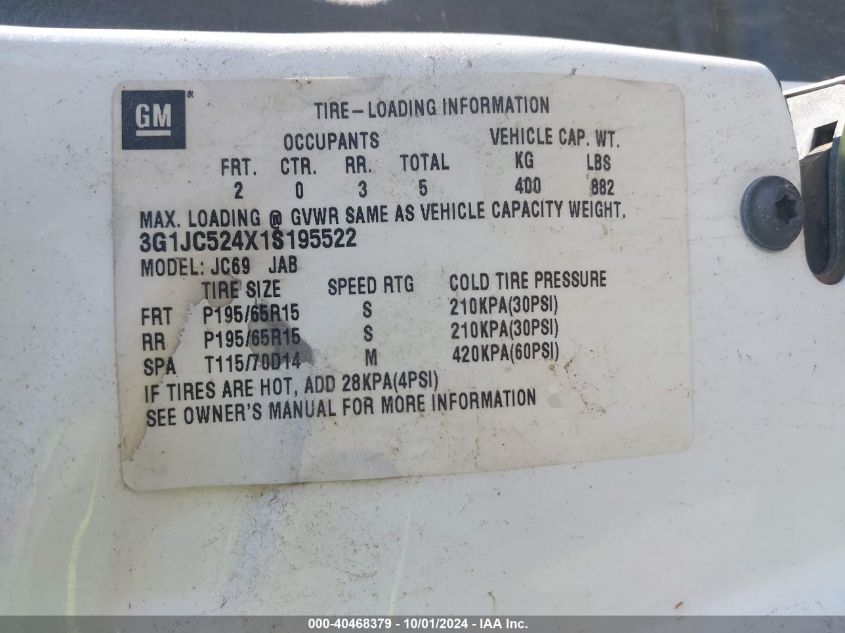 GM
®
TIRE-LOADING INFORMATION
OCCUPANTS VEHICLE CAP. WT.
FRT. CTR. RR. TOTAL KG LBS
2 0 3 5 400 882
MAX. LOADING @ GVWR SAME AS VEHICLE CAPACITY WEIGHT.
3G1JC524X1S195522
MODEL: JC69 JAB
TIRE SIZE SPEED RTG COLD TIRE PRESSURE
FRT P195/65R15 S 210KPA(30PSI)
RR P195/65R15 S 210KPA(30PSI)
SPA T115/70D14 M 420KPA(60PSI)
IF TIRES ARE HOT, ADD 28KPA(4PSI)
SEE OWNER'S MANUAL FOR MORE INFORMATION
000-40468379 - 10/01/2024 - IAA Inc.